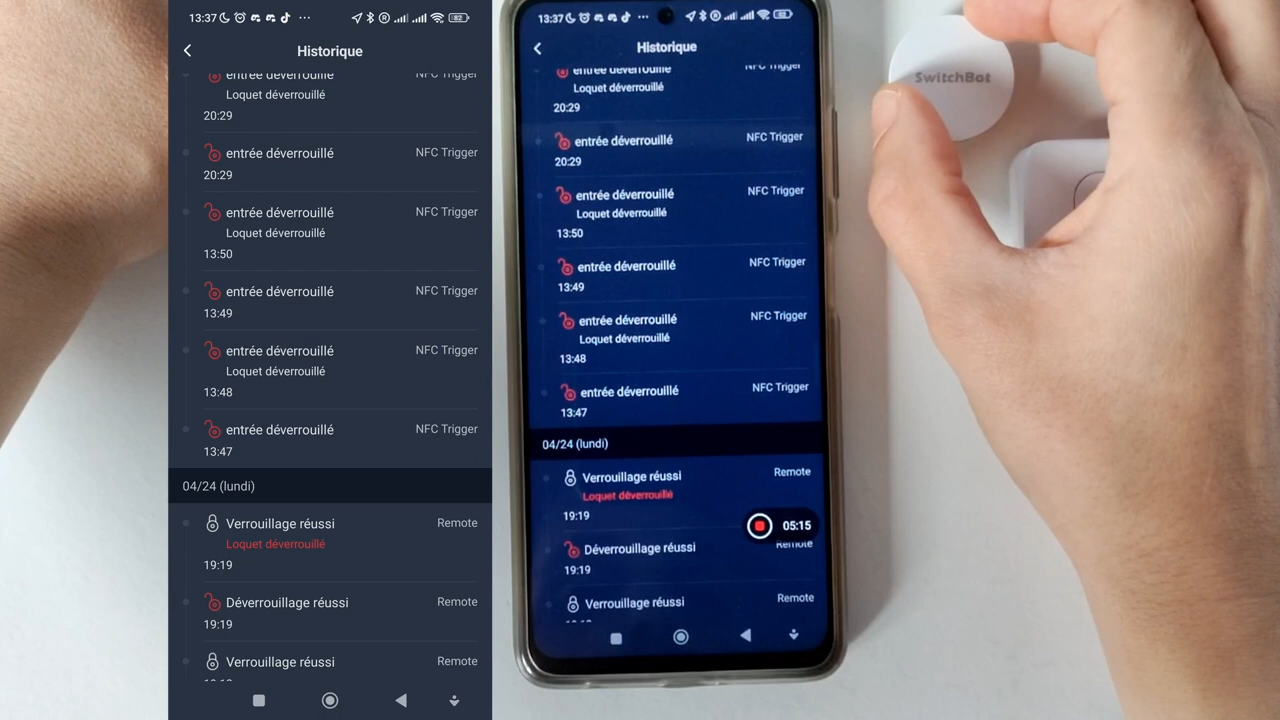 13:37
82
Historique
entrée déverrouillé
NFC Trigger
Loquet déverrouillé
20:29
entrée déverrouillé
NFC Trigger
20:29
entrée déverrouillé
NFC Trigger
Loquet déverrouillé
13:50
entrée déverrouillé
NFC Trigger
13:49
entrée déverrouillé
NFC Trigger
Loquet déverrouillé
13:48
entrée déverrouillé
NFC Trigger
13:47
04/24 (lundi)
Verrouillage réussi
Remote
Loquet déverrouillé
19:19
Déverrouillage réussi
Remote
19:19
Verrouillage réussi
Remote
13:37
Historique
entrée déverrouillé
NFC Trigger
Loquet déverrouillé
20:29
entrée déverrouillé
NFC Trigger
20:29
entrée déverrouillé
NFC Trigger
Loquet déverrouillé
13:50
entrée déverrouillé
NFC Trigger
13:49
entrée déverrouillé
NFC Trigger
Loquet déverrouillé
13:48
entrée déverrouillé
NFC Trigger
13:47
04/24 (lundi)
Verrouillage réussi
Remote
Loquet déverrouillé
19:19
05:15
Déverrouillage réussi
Remote
19:19
Verrouillage réussi
Remote
SwitchBot